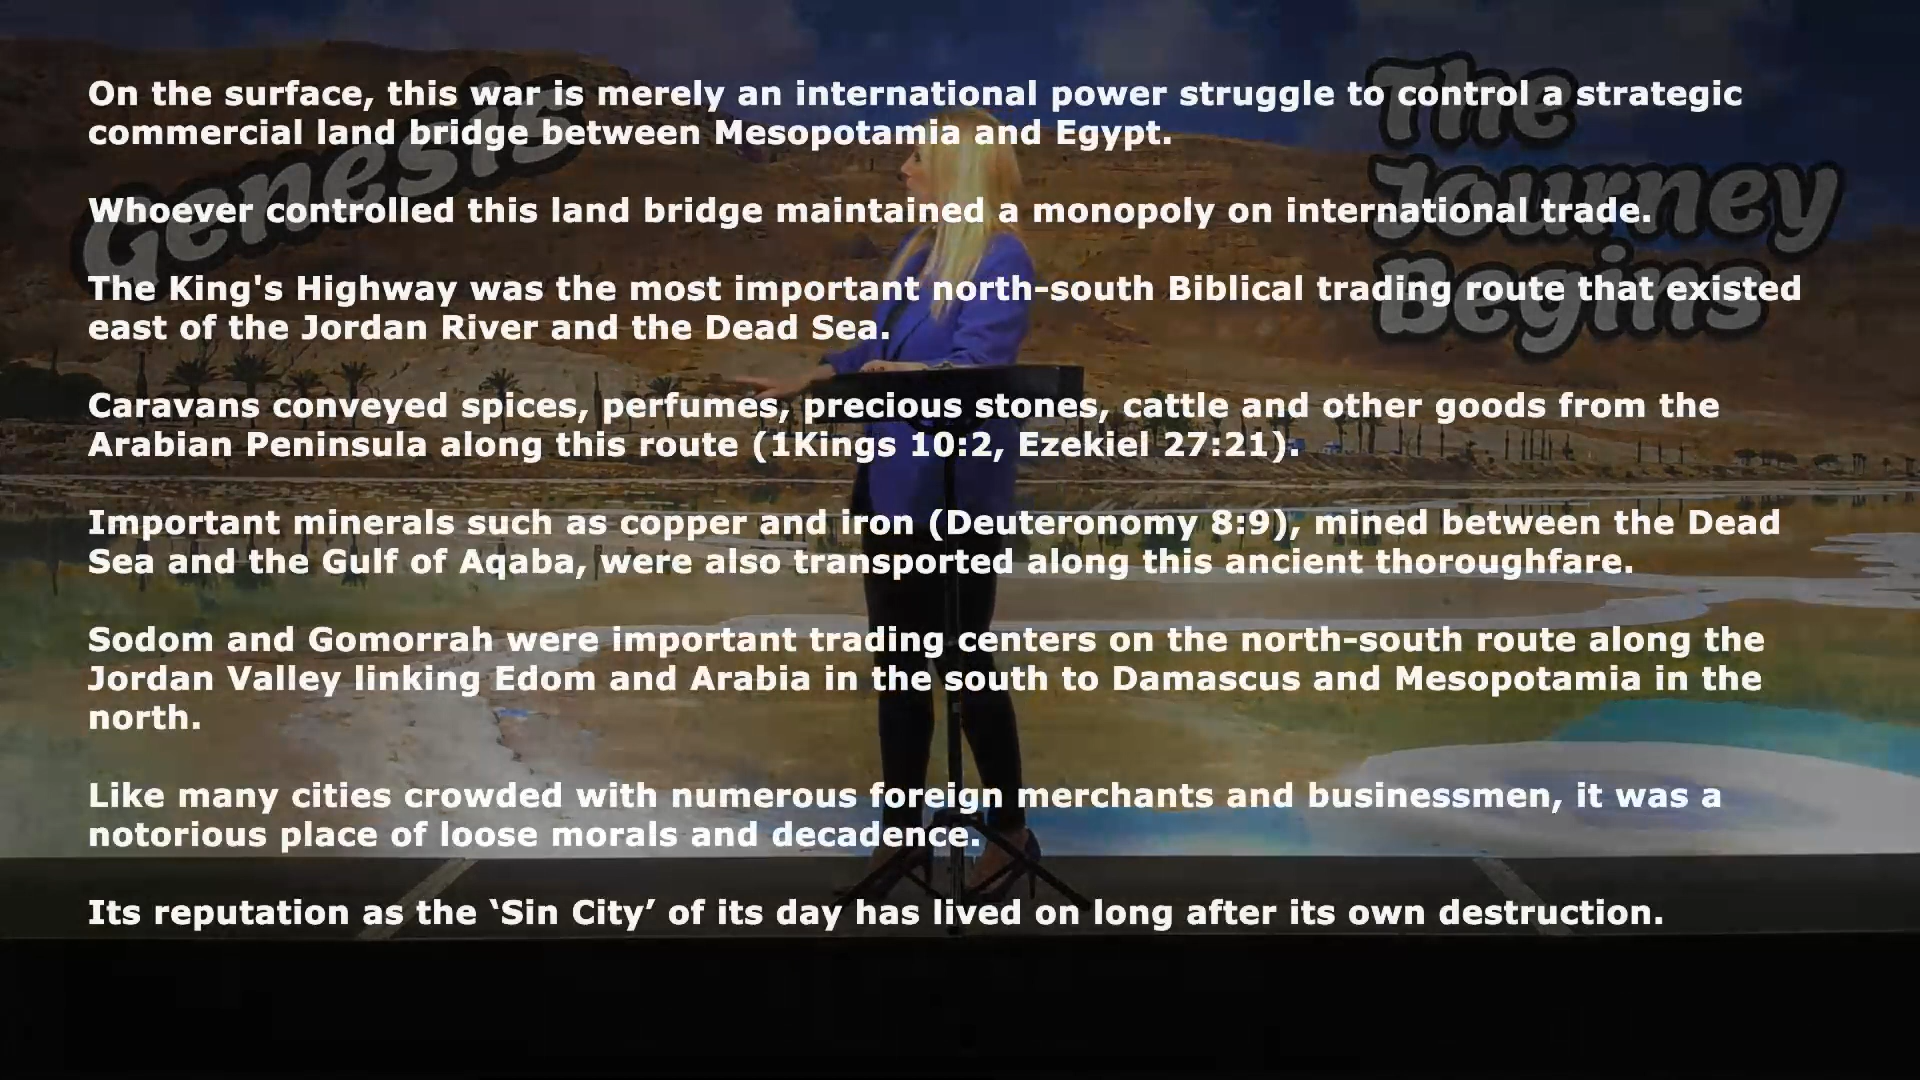 On the surface, this war is merely an international power struggle to control a strategic
commercial land bridge between Mesopotamia and Egypt.
Whoever controlled this land bridge maintained a monopoly on international trade.
The King's Highway was the most important north-south Biblical trading route that existed
east of the Jordan River and the Dead Sea.
Caravans conveyed spices, perfumes, precious stones, cattle and other goods from the
Arabian Peninsula along this route (1Kings 10:2, Ezekiel 27:21).
Important minerals such as copper and iron (Deuteronomy 8:9), mined between the Dead
Sea and the Gulf of Aqaba, were also transported along this ancient thoroughfare.
Sodom and Gomorrah were important trading centers on the north-south route along the
Jordan Valley linking Edom and Arabia in the south to Damascus and Mesopotamia in the
north.
Like many cities crowded with numerous foreign merchants and businessmen, it was a
notorious place of loose morals and decadence.
Its reputation as the ‘Sin City’ of its day has lived on long after its own destruction.
Genesis
The
Journey
Begins